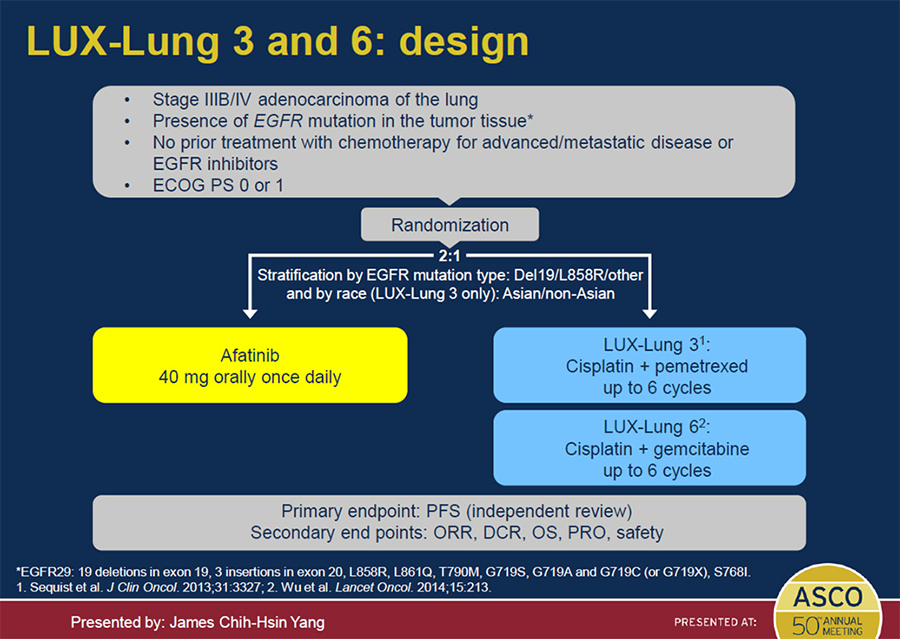 LUX-Lung 3 and 6: design
• Stage IIIB/IV adenocarcinoma of the lung
• Presence of EGFR mutation in the tumor tissue*
• No prior treatment with chemotherapy for advanced/metastatic disease or
EGFR inhibitors
• ECOG PS 0 or 1
Randomization
2:1
Stratification by EGFR mutation type: Del19/L858R/other
and by race (LUX-Lung 3 only): Asian/non-Asian
Afatinib
40 mg orally once daily
LUX-Lung 3¹:
Cisplatin + pemetrexed
up to 6 cycles
LUX-Lung 6²:
Cisplatin + gemcitabine
up to 6 cycles
Primary endpoint: PFS (independent review)
Secondary end points: ORR, DCR, OS, PRO, safety
*EGFR29: 19 deletions in exon 19, 3 insertions in exon 20, L858R, L861Q, T790M, G719S, G719A and G719C (or G719X), S768I.
1. Sequist et al. J Clin Oncol. 2013;31:3327; 2. Wu et al. Lancet Oncol. 2014;15:213.
Presented by: James Chih-Hsin Yang
PRESENTED AT:
ASCO
50TH ANNUAL
MEETING